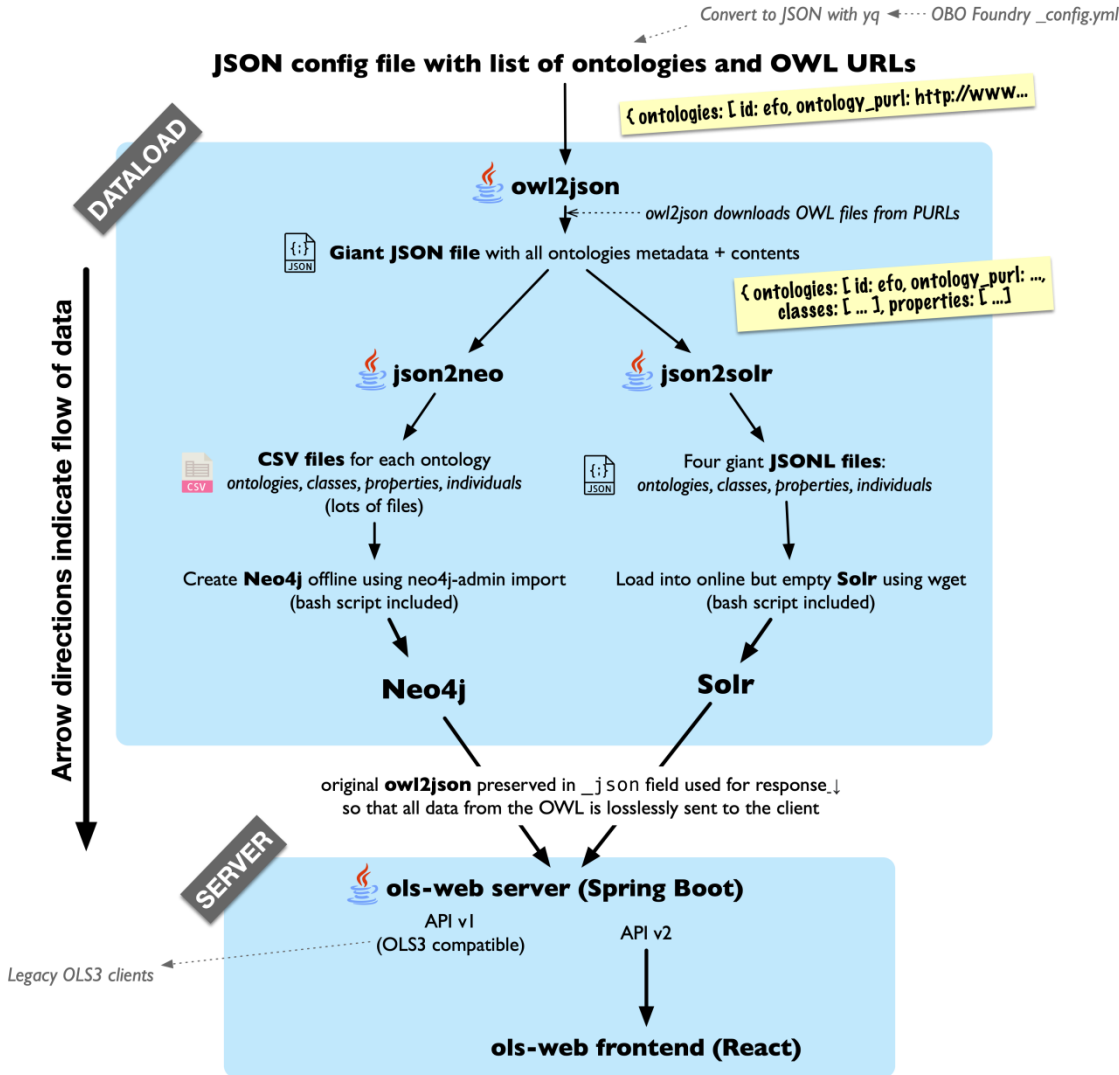 Convert to JSON with yq
OBO Foundry _config.yml
JSON config file with list of ontologies and OWL URLs
{ ontologies: [ id: efo, ontology_purl: http://www...
DATALOAD
owl2json
owl2json downloads OWL files from PURLs
{;}
JSON
Giant JSON file with all ontologies metadata + contents
{ ontologies: [ id: efo, ontology_purl: ...,
classes: [ ... ], properties: [ ...]
Arrow directions indicate flow of data
json2neo
json2solr
CSV
CSV files for each ontology
ontologies, classes, properties, individuals
(lots of files)
{;}
JSON
Four giant JSONL files:
ontologies, classes, properties, individuals
Create Neo4j offline using neo4j-admin import
(bash script included)
Load into online but empty Solr using wget
(bash script included)
Neo4j
Solr
original owl2json preserved in _json field used for response ↓
so that all data from the OWL is losslessly sent to the client
SERVER
ols-web server (Spring Boot)
API v1
(OLS3 compatible)
API v2
Legacy OLS3 clients
ols-web frontend (React)